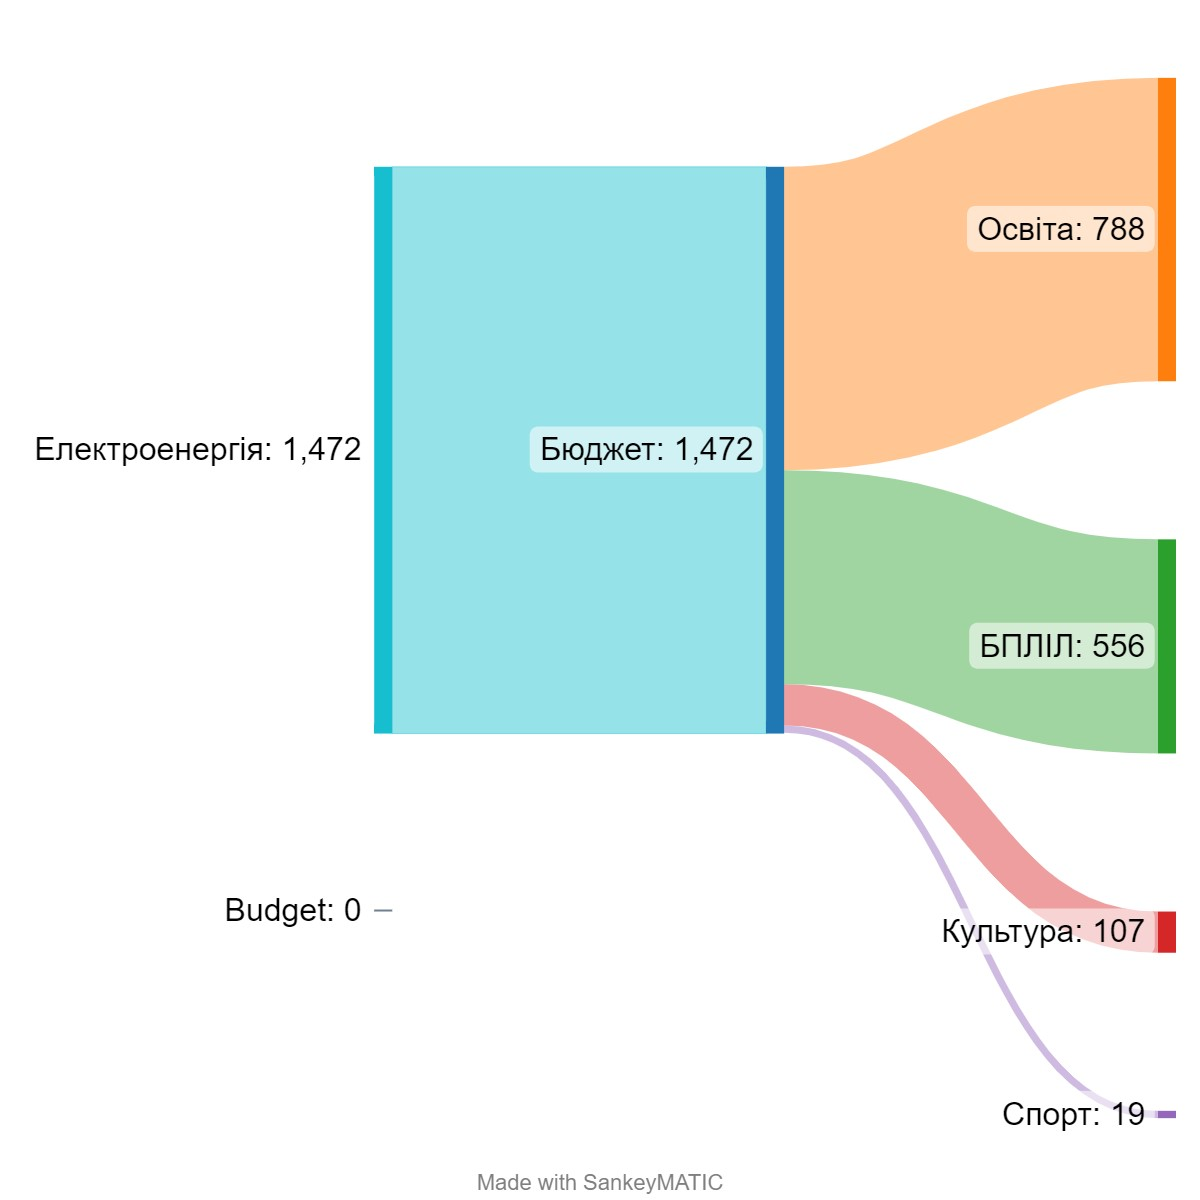 Освіта: 788
Електроенергія: 1,472
Бюджет: 1,472
БПЛІЛ: 556
Budget: 0
Культура: 107
Спорт: 19
Made with SankeyMATIC